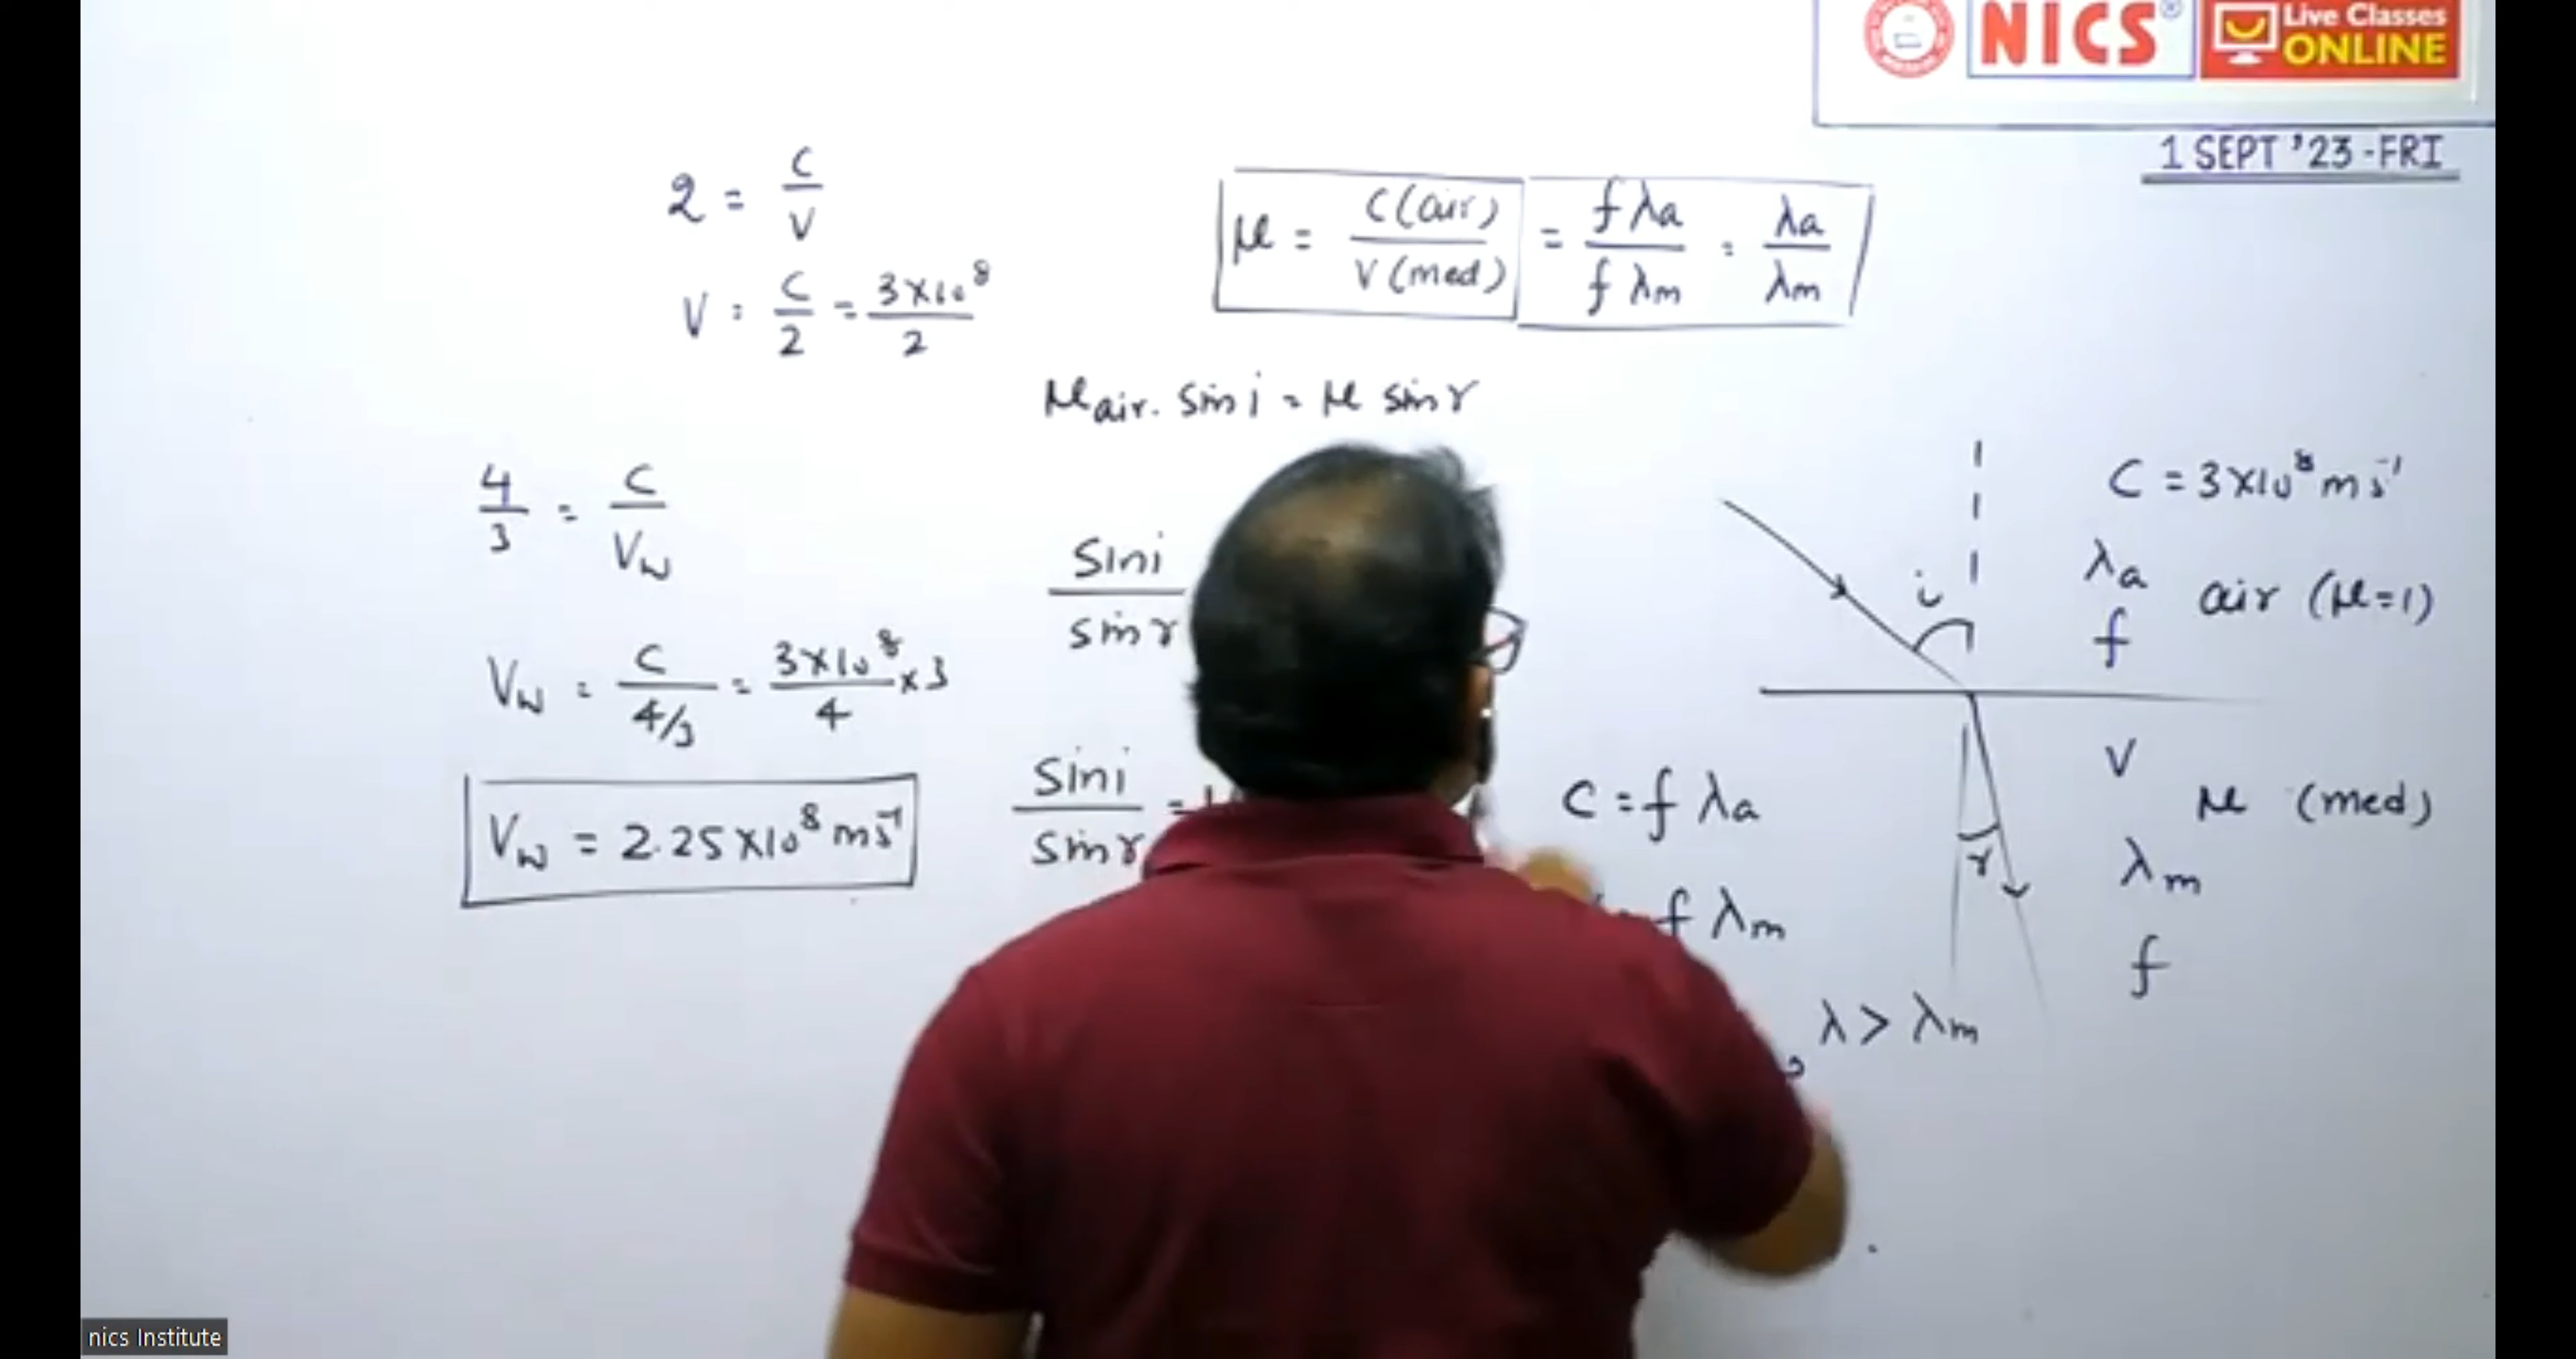 NICS®
Live Classes
ONLINE
1 SEPT '23 - FRI
2 = C/V
V = C/2 = 3×10⁸/2
μ = C(air)/V(med) = fλa/fλm = λa/λm
μair. sin i = μ sin r
4/3 = C/Vw
Vw = C/(4/3) = 3×10⁸/4 × 3
Vw = 2.25×10⁸ ms⁻¹
sin i/sin r
sin i/sin r =
C = fλa
fλm
λ > λm
i
r
C = 3×10⁸ ms⁻¹
λa
air (μ=1)
f
V
μ (med)
λm
f
nics Institute